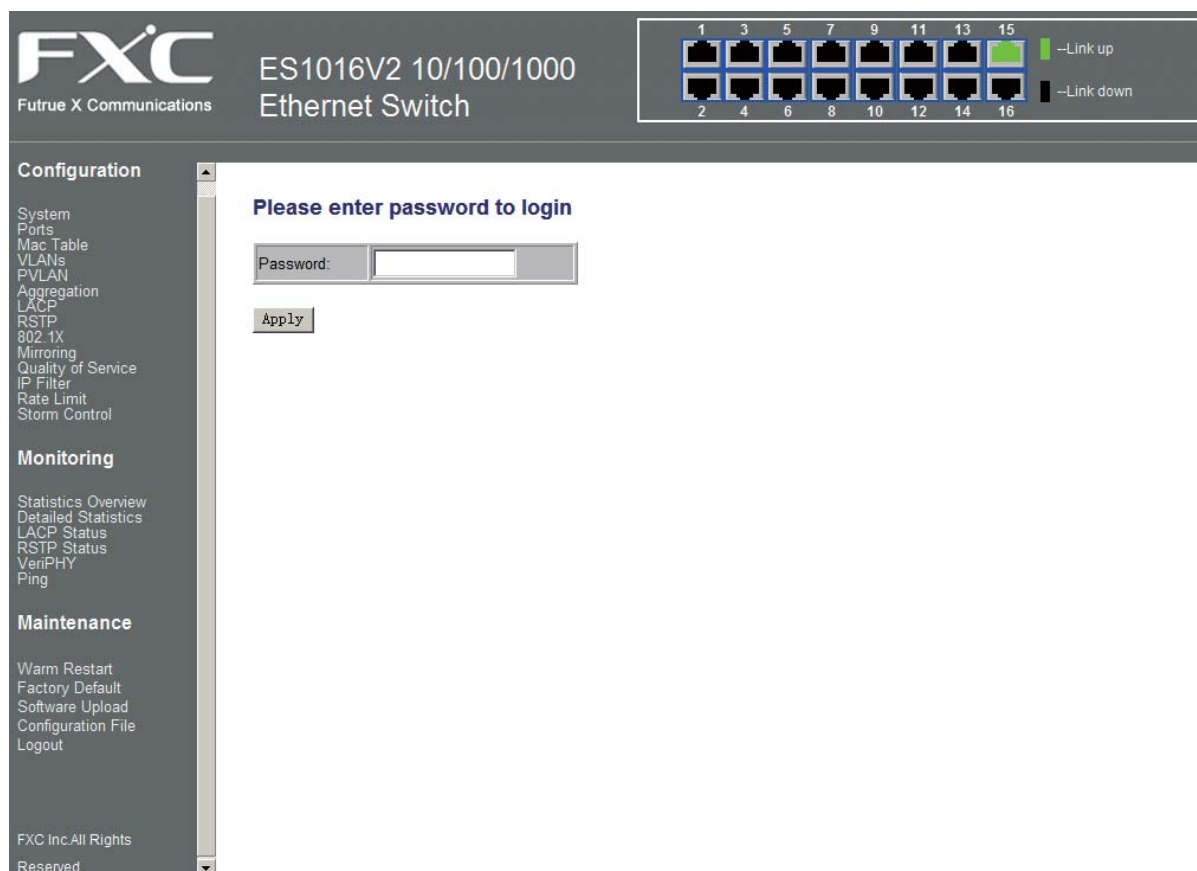 FXC
Futrue X Communications
ES1016V2 10/100/1000
Ethernet Switch
1 3 5 7 9 11 13 15
2 4 6 8 10 12 14 16
--Link up
--Link down
Configuration
System
Ports
Mac Table
VLANs
PVLAN
Aggregation
LACP
RSTP
802.1X
Mirroring
Quality of Service
IP Filter
Rate Limit
Storm Control
Monitoring
Statistics Overview
Detailed Statistics
LACP Status
RSTP Status
VeriPHY
Ping
Maintenance
Warm Restart
Factory Default
Software Upload
Configuration File
Logout
FXC Inc.All Rights
Reserved
Please enter password to login
Password:
Apply